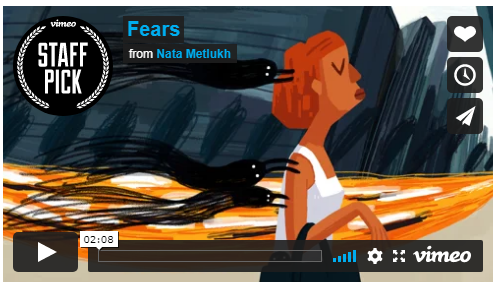 vimeo
STAFF
PICK
Fears
from Nata Metlukh
02:08
vimeo